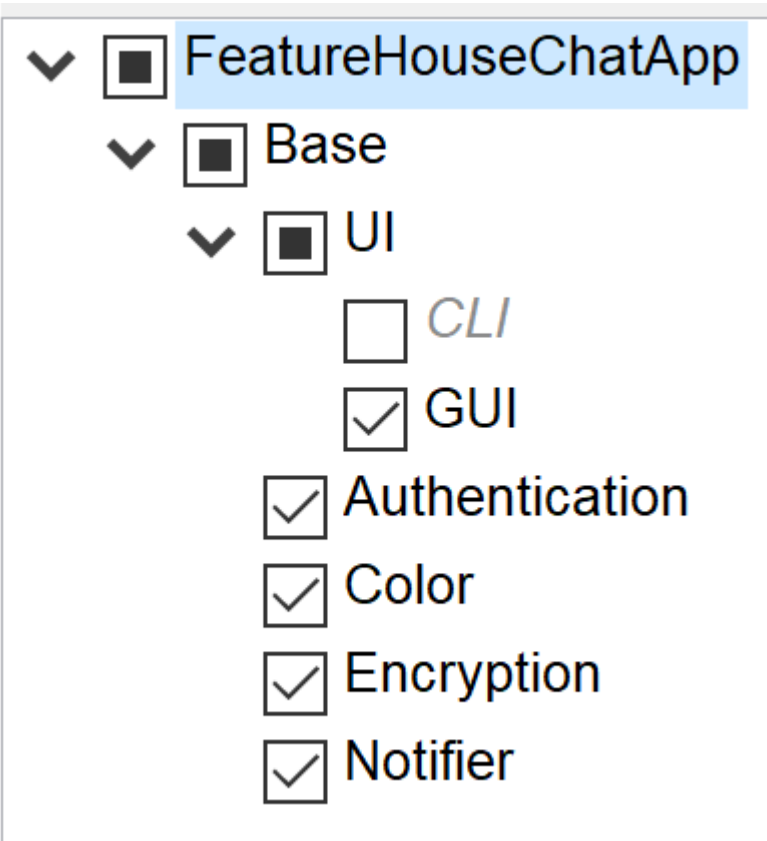 FeatureHouseChatApp
Base
UI
CLI
GUI
Authentication
Color
Encryption
Notifier